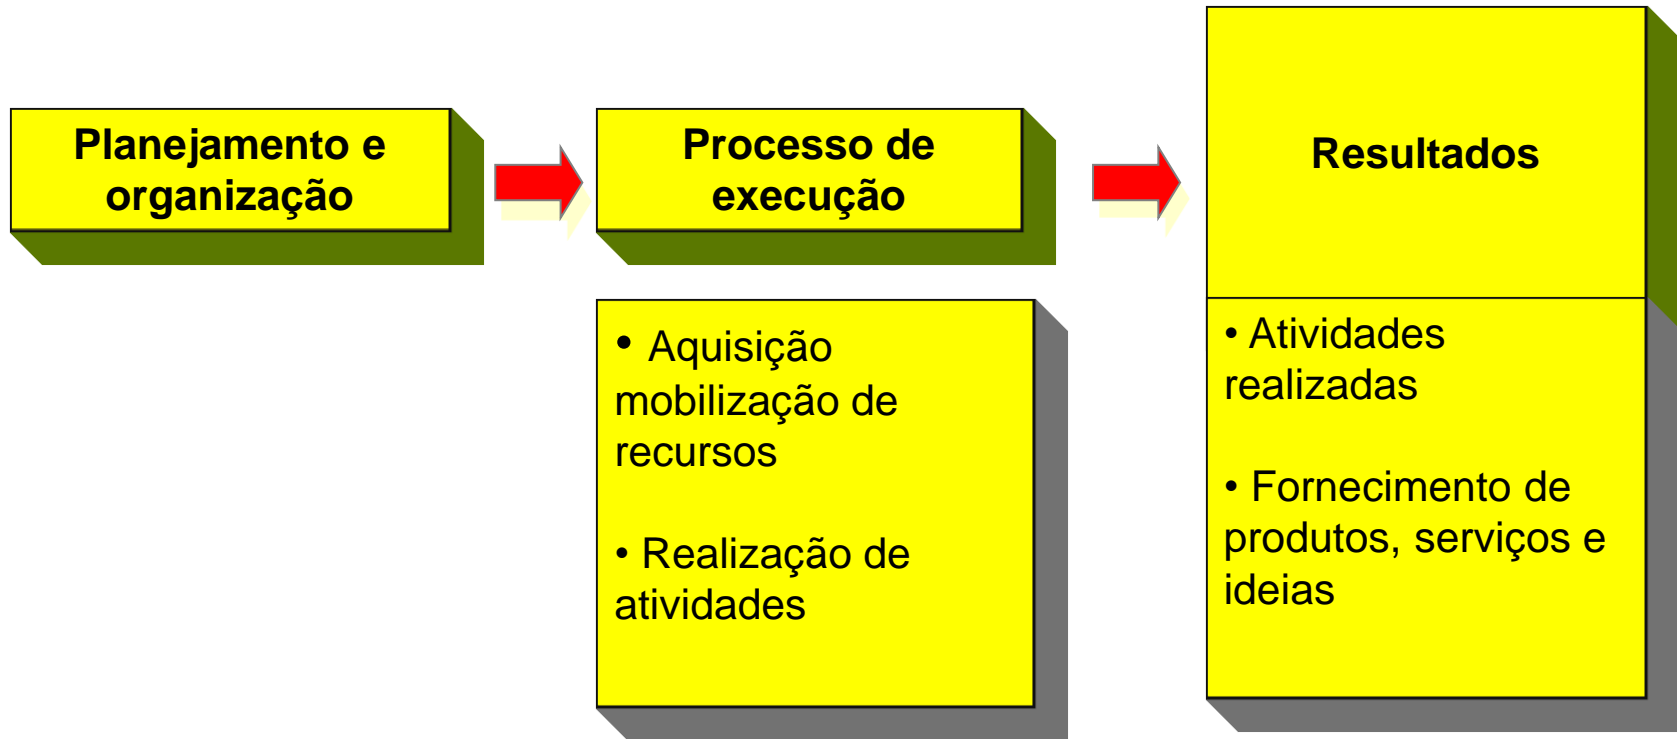 Planejamento e
organização
Processo de
execução
Resultados
• Aquisição
mobilização de
recursos
• Realização de
atividades
• Atividades
realizadas
• Fornecimento de
produtos, serviços e
ideias